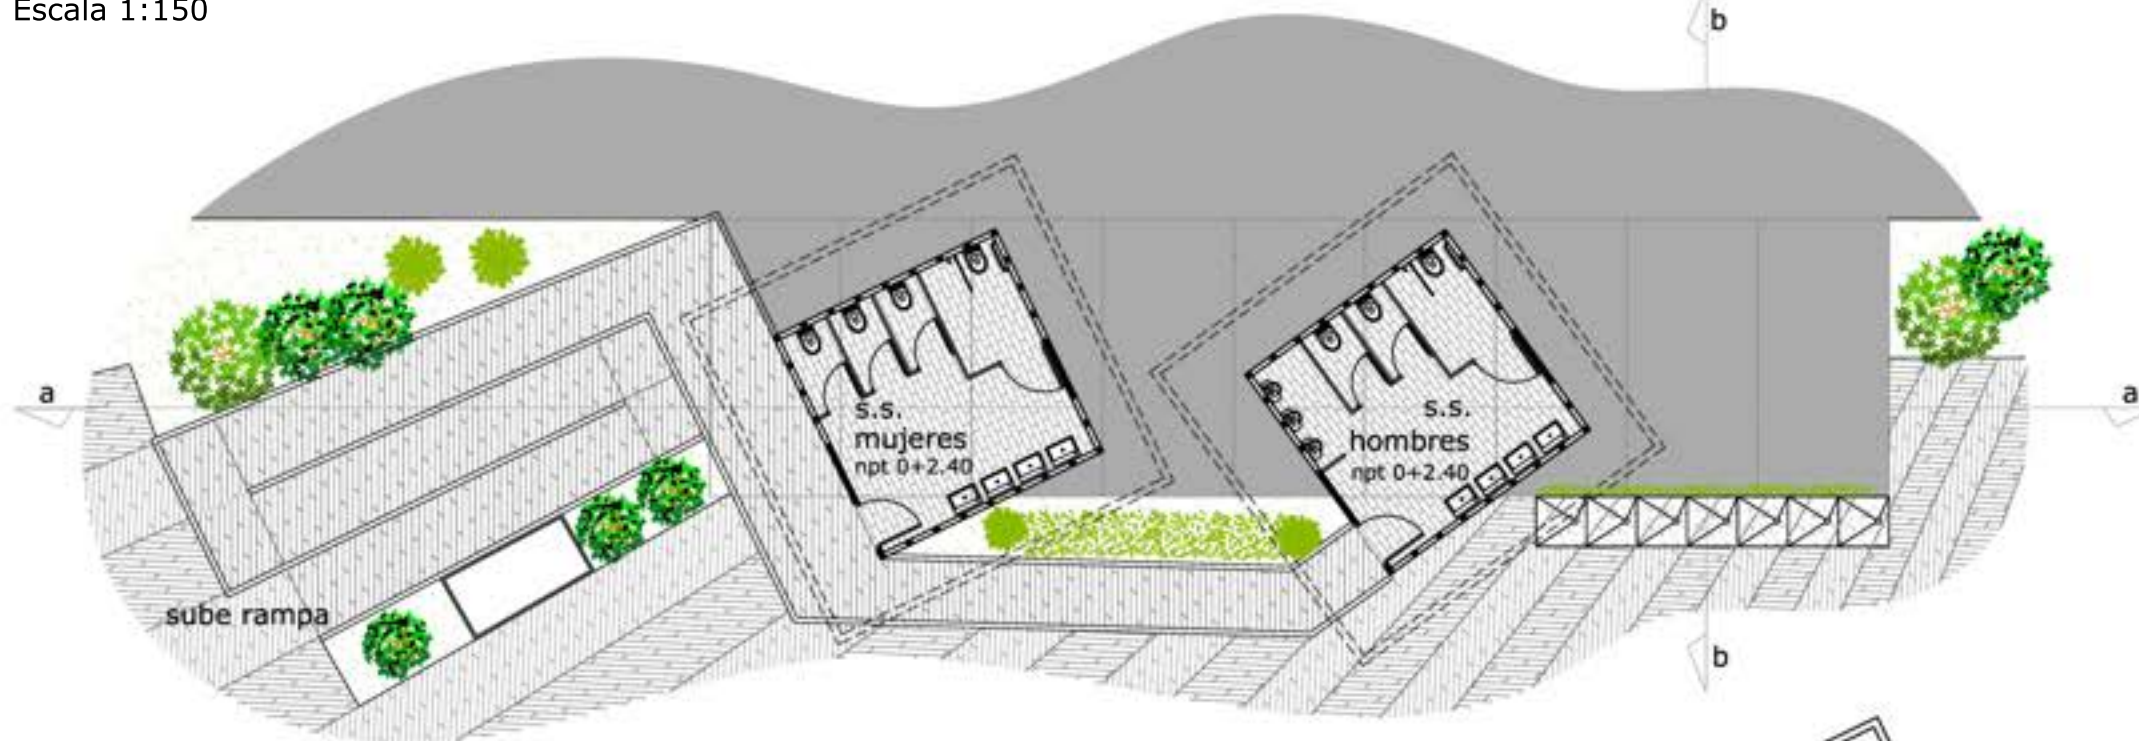 Escala 1:150
b
a
a
s.s.
mujeres
npt 0+2.40
s.s.
hombres
npt 0+2.40
sube rampa
b